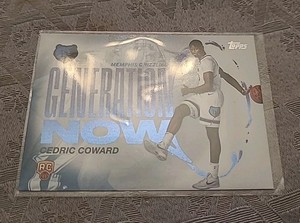 Topps
GENERATION
NOW
CEDRIC COWARD
RC